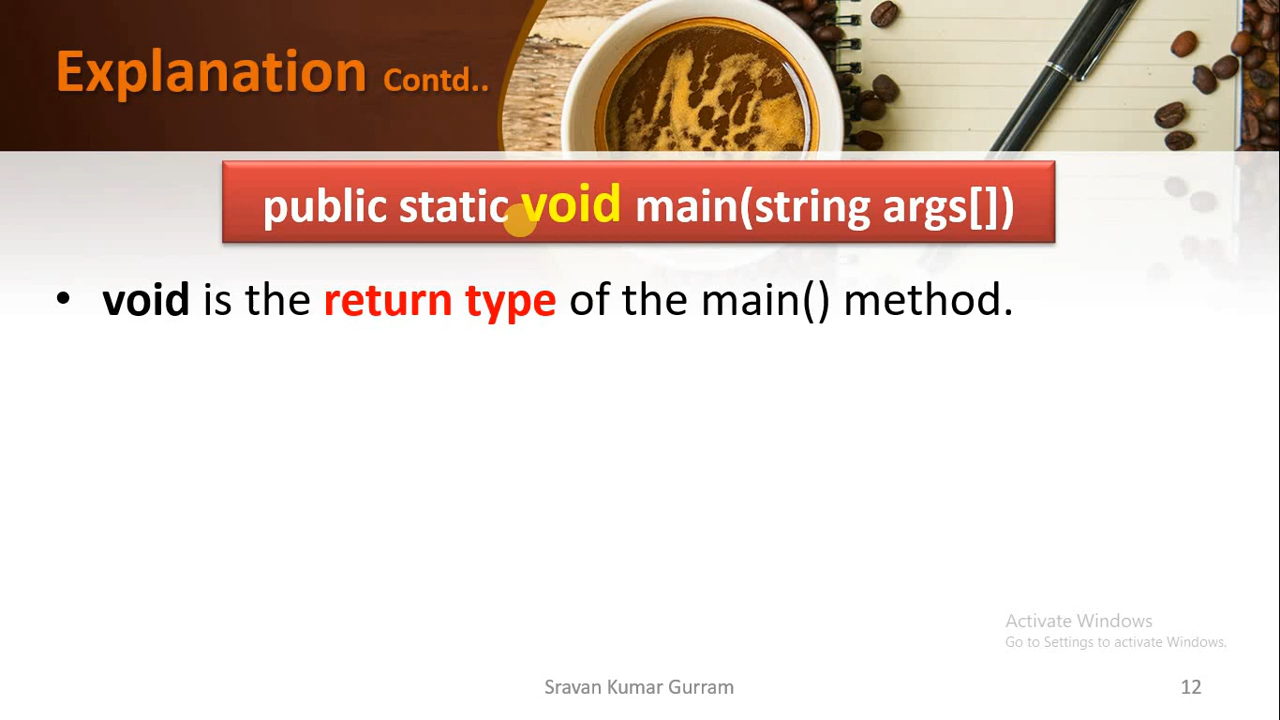 Explanation Contd..
public static void main(string args[])
• void is the return type of the main() method.
Activate Windows
Go to Settings to activate Windows.
Sravan Kumar Gurram
12